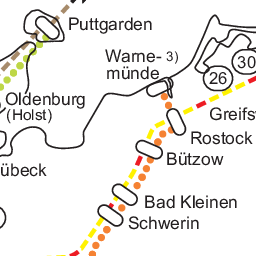 Puttgarden
Warne- 3)
münde
30
26
Oldenburg
(Holst)
Greifs
Rostock
übeck
Bützow
Bad Kleinen
Schwerin